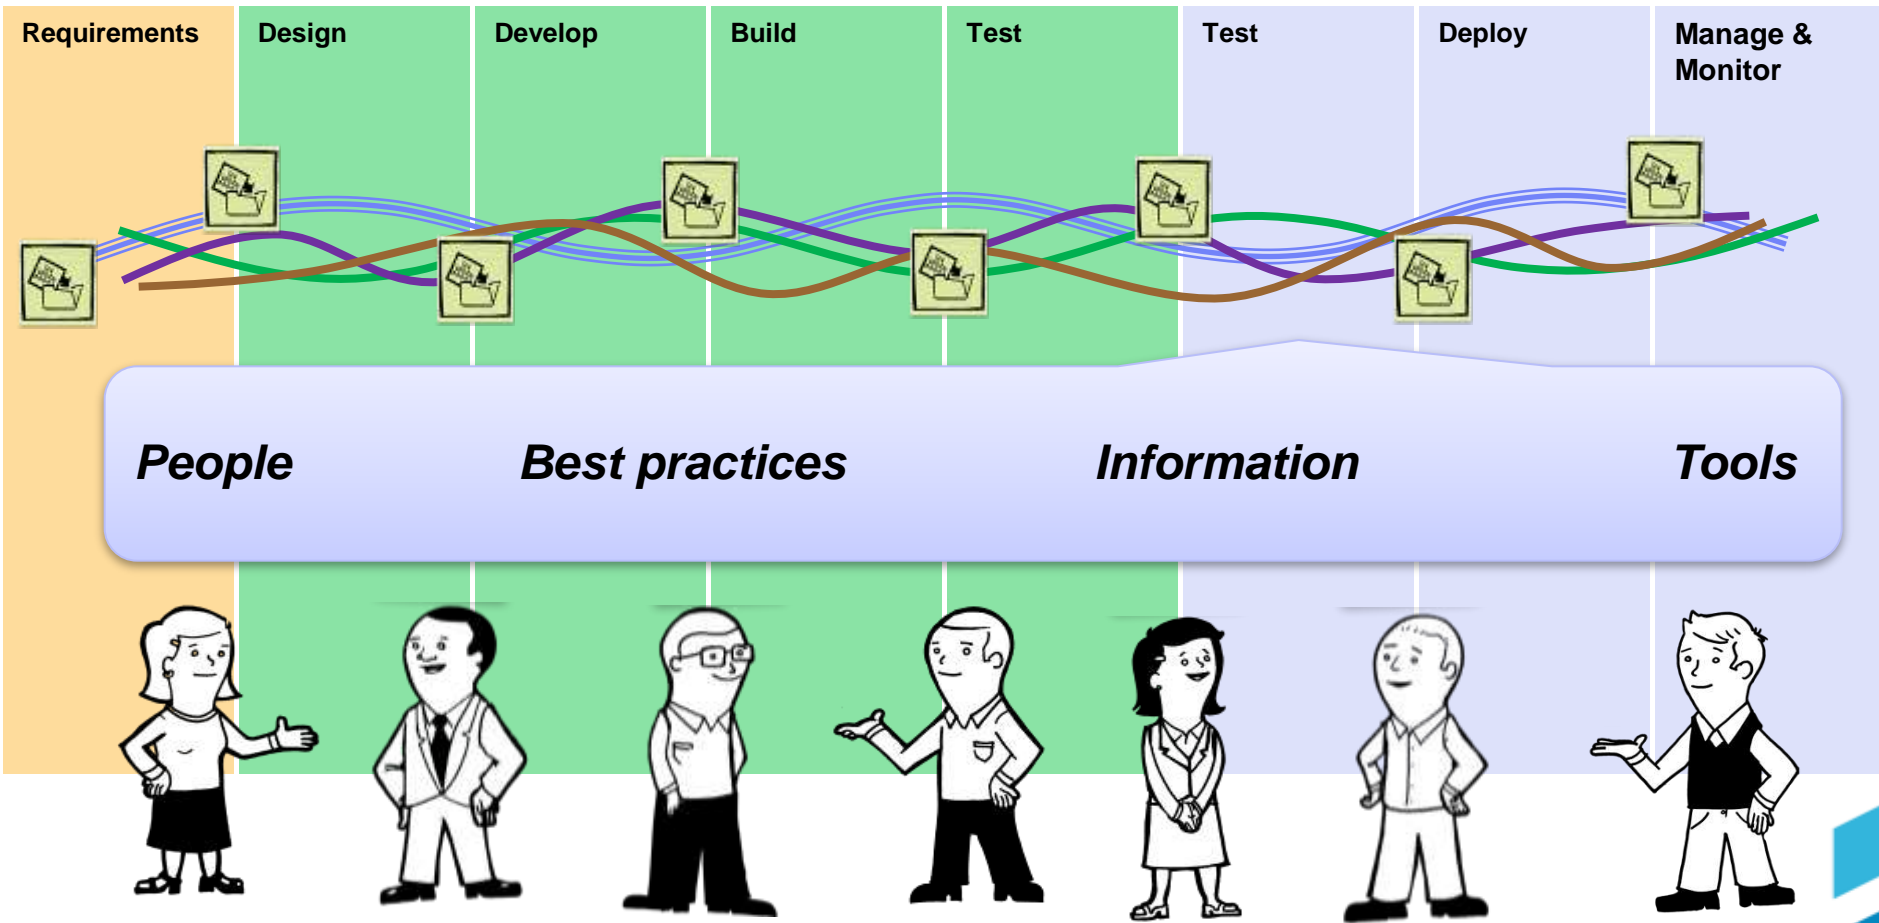 Requirements
Design
Develop
Build
Test
Test
Deploy
Manage &
Monitor
People
Best practices
Information
Tools